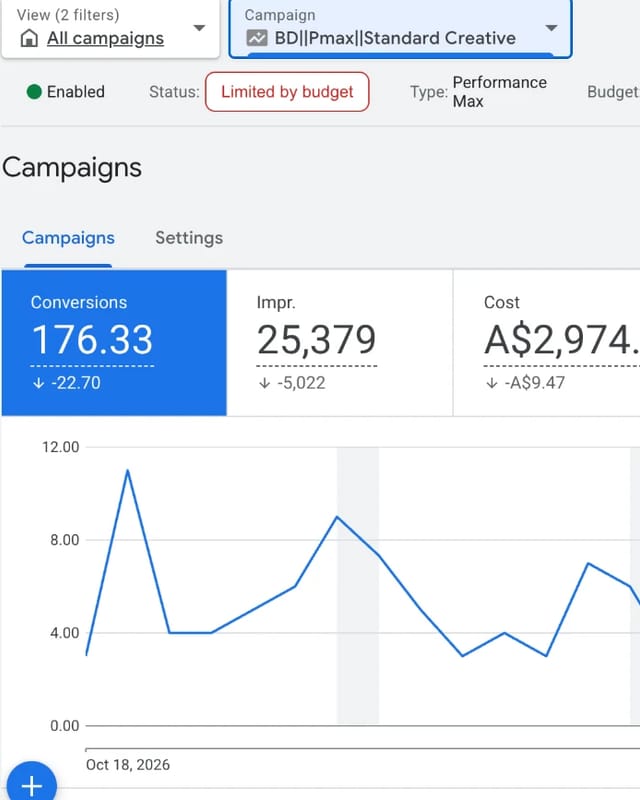 View (2 filters)
All campaigns
Campaign
BD||Pmax||Standard Creative
Enabled
Status: Limited by budget
Type: Performance
Max
Budget
Campaigns
Campaigns
Settings
Conversions
176.33
↓ -22.70
Impr.
25,379
↓ -5,022
Cost
A$2,974.
↓ -A$9.47
12.00
8.00
4.00
0.00
Oct 18, 2026